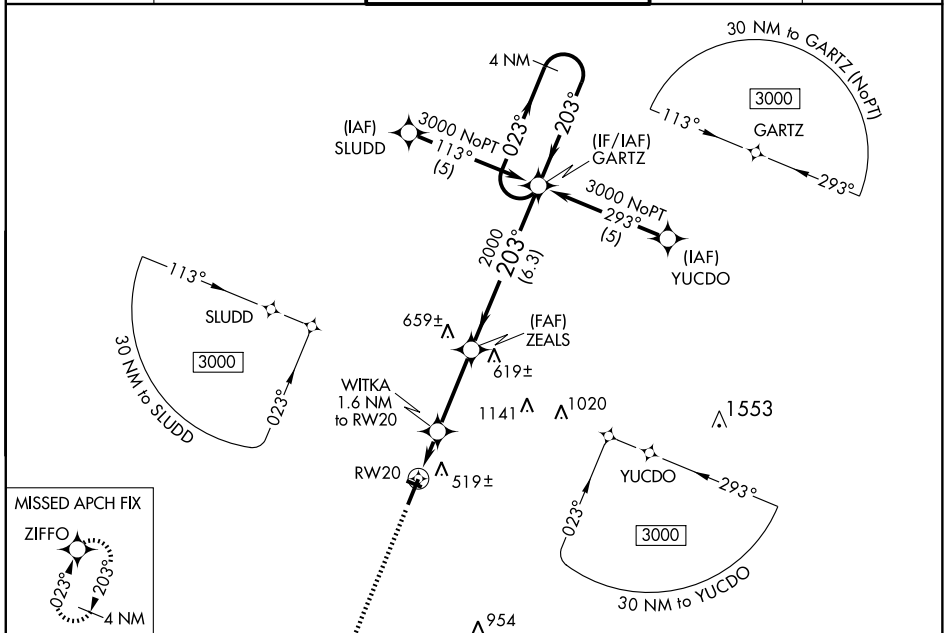 30 NM to GARTZ (NoPT)
3000
GARTZ
113°
293°
4 NM
023°
203°
(IAF)
SLUDD
3000 NoPT
113°
(5)
(IF/IAF)
GARTZ
3000 NoPT
293°
(5)
(IAF)
YUCDO
2000
203°
(6.3)
113°
SLUDD
3000
023°
30 NM to SLUDD
659±
(FAF)
ZEALS
619±
WITKA
1.6 NM
to RW20
1141
1020
1553
RW20
519±
YUCDO
293°
023°
3000
30 NM to YUCDO
MISSED APCH FIX
ZIFFO
023°
203°
4 NM
954